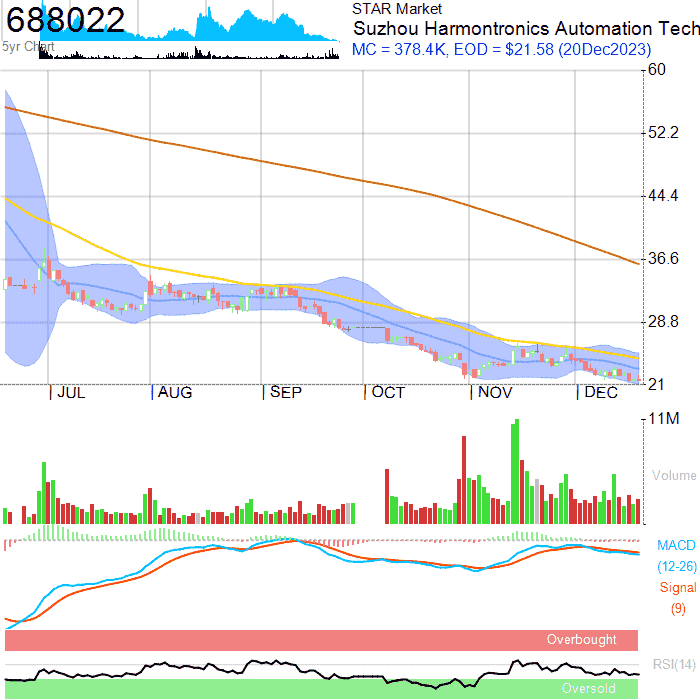 688022
5yr Chart
STAR Market
Suzhou Harmontronics Automation Tech
MC = 378.4K, EOD = $21.58 (20Dec2023)
60
52.2
44.4
36.6
28.8
21
JUL AUG SEP OCT NOV DEC
11M
Volume
MACD
(12-26)
Signal
(9)
Overbought
RSI(14)
Oversold